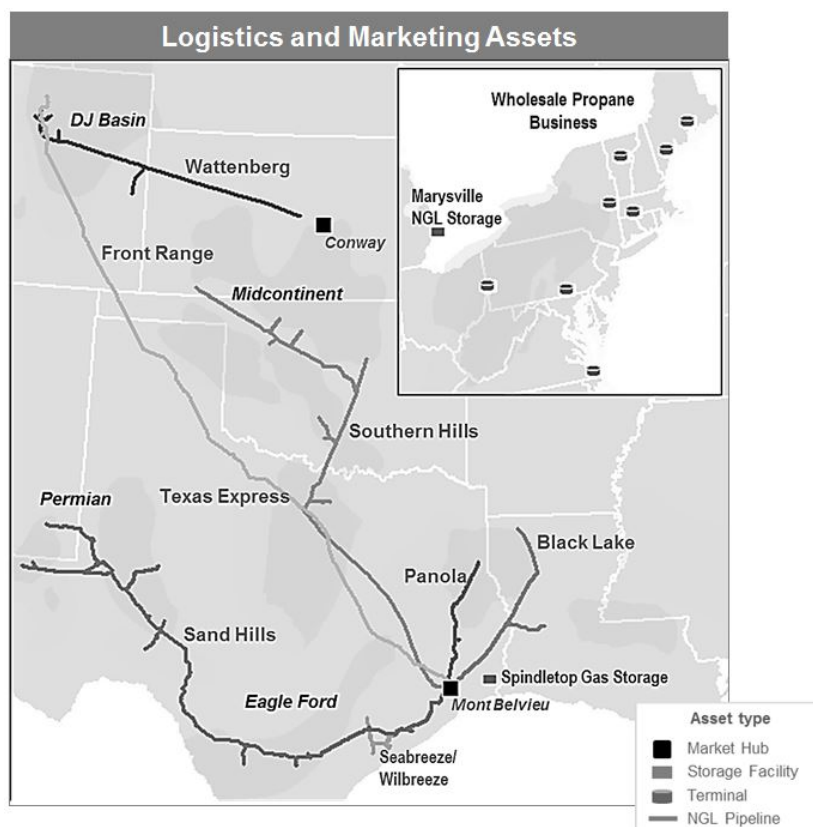 Logistics and Marketing Assets
DJ Basin
Wattenberg
Conway
Front Range
Midcontinent
Southern Hills
Texas Express
Permian
Black Lake
Panola
Sand Hills
Spindletop Gas Storage
Eagle Ford
Mont Belvieu
Seabreeze/
Wilbreeze
Wholesale Propane
Business
Marysville
NGL Storage
Asset type
Market Hub
Storage Facility
Terminal
NGL Pipeline